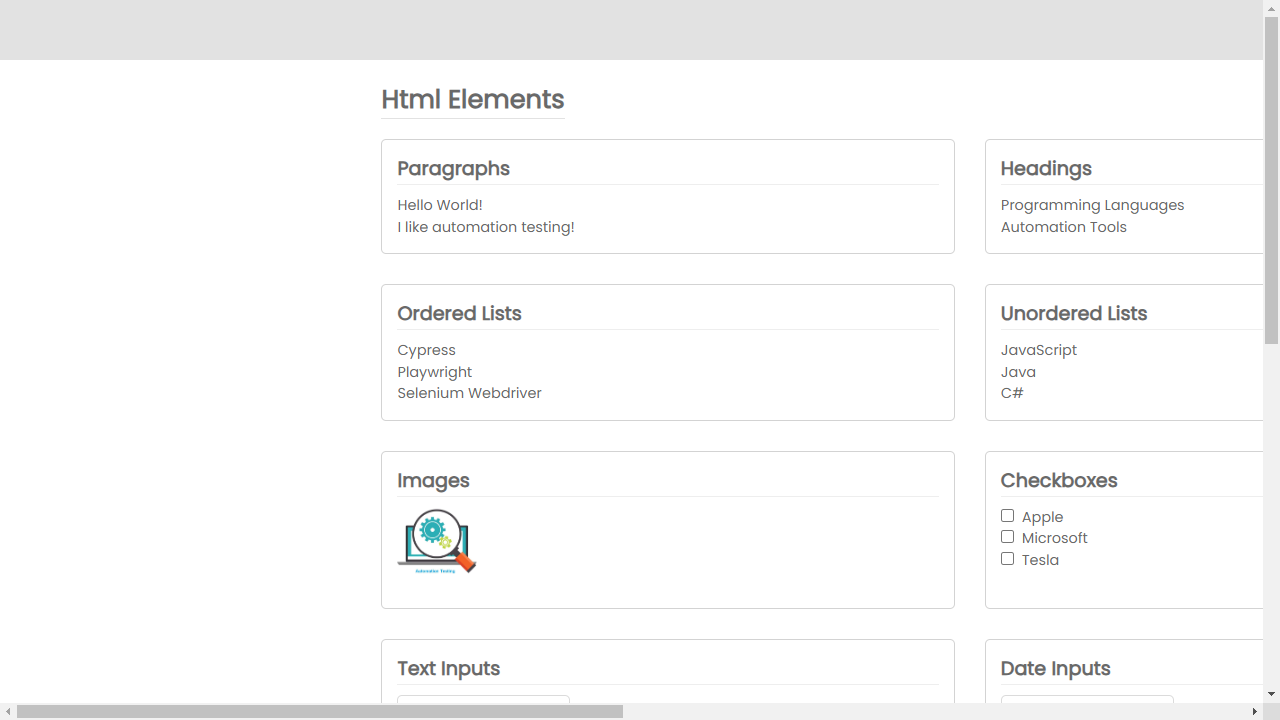 Html Elements
Paragraphs
Hello World!
I like automation testing!
Headings
Programming Languages
Automation Tools
Ordered Lists
Cypress
Playwright
Selenium Webdriver
Unordered Lists
JavaScript
Java
C#
Images
Automation Testing
Checkboxes
Apple
Microsoft
Tesla
Text Inputs
Date Inputs